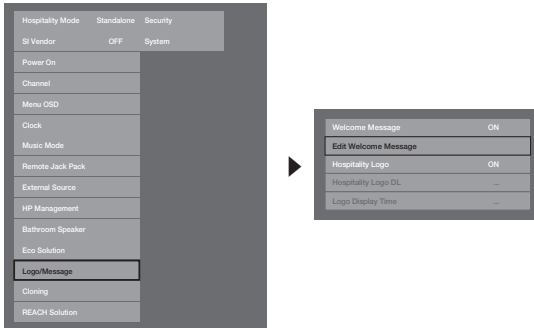 Hospitality Mode Standalone Security
SI Vendor OFF System
Power On
Channel
Menu OSD
Clock
Music Mode
Remote Jack Pack
External Source
HP Management
Bathroom Speaker
Eco Solution
Logo/Message
Cloning
REACH Solution
Welcome Message ON
Edit Welcome Message
Hospitality Logo ON
Hospitality Logo DL ...
Logo Display Time ...